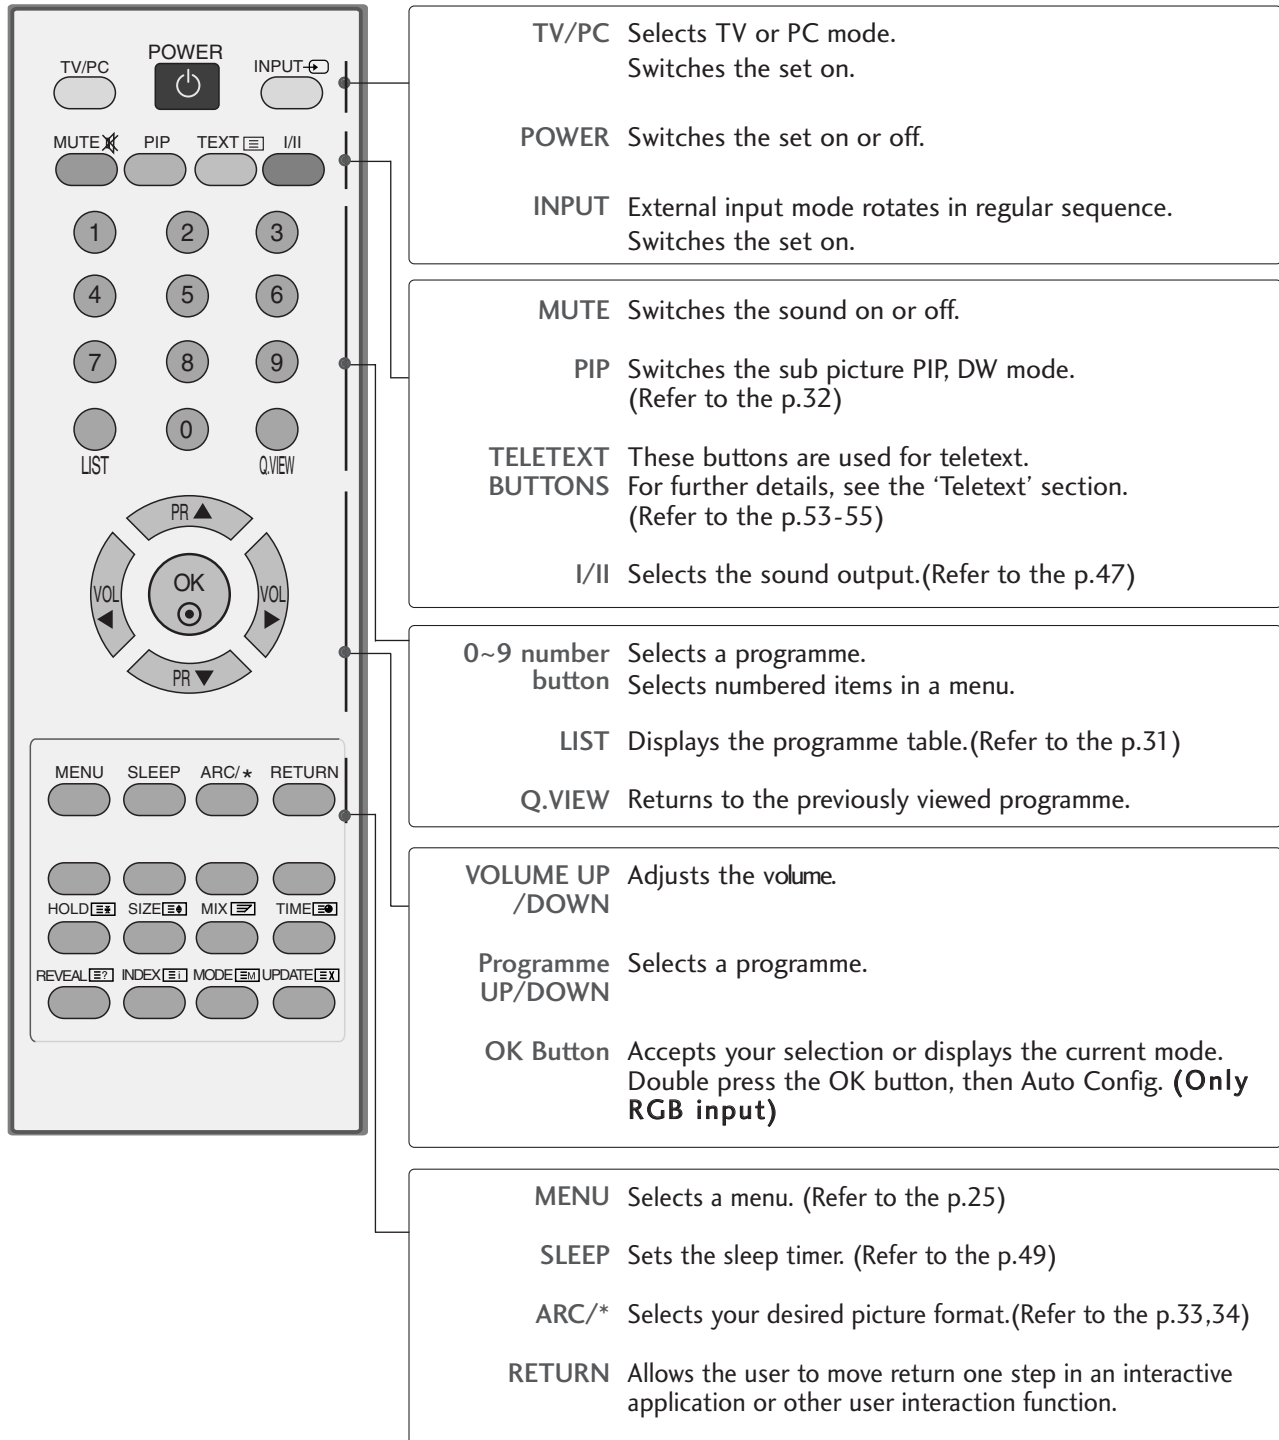 POWER
TV/PC
INPUT
MUTE PIP TEXT I/II
1 2 3
4 5 6
7 8 9
0
LIST Q.VIEW
PR
VOL OK VOL
PR
MENU SLEEP ARC/* RETURN
HOLD SIZE MIX TIME
REVEAL ? INDEX i MODE M UPDATE X
TV/PC Selects TV or PC mode.
Switches the set on.
POWER Switches the set on or off.
INPUT External input mode rotates in regular sequence.
Switches the set on.
MUTE Switches the sound on or off.
PIP Switches the sub picture PIP, DW mode.
(Refer to the p.32)
TELETEXT These buttons are used for teletext.
BUTTONS For further details, see the ‘Teletext’ section.
(Refer to the p.53-55)
I/II Selects the sound output.(Refer to the p.47)
0~9 number Selects a programme.
button Selects numbered items in a menu.
LIST Displays the programme table.(Refer to the p.31)
Q.VIEW Returns to the previously viewed programme.
VOLUME UP Adjusts the volume.
/DOWN
Programme Selects a programme.
UP/DOWN
OK Button Accepts your selection or displays the current mode.
Double press the OK button, then Auto Config. (Only
RGB input)
MENU Selects a menu. (Refer to the p.25)
SLEEP Sets the sleep timer. (Refer to the p.49)
ARC/* Selects your desired picture format.(Refer to the p.33,34)
RETURN Allows the user to move return one step in an interactive
application or other user interaction function.